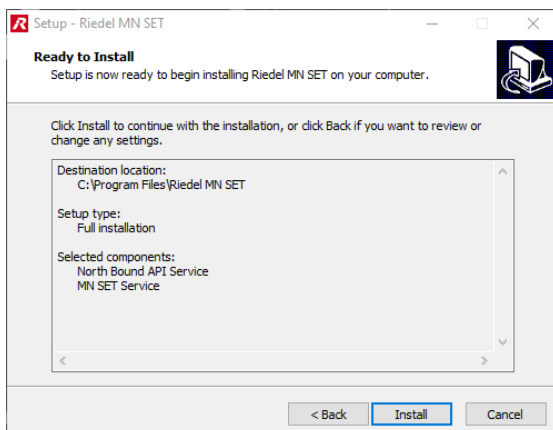 R Setup - Riedel MN SET
Ready to Install
Setup is now ready to begin installing Riedel MN SET on your computer.
Click Install to continue with the installation, or click Back if you want to review or
change any settings.
Destination location:
C:\Program Files\Riedel MN SET
Setup type:
Full installation
Selected components:
North Bound API Service
MN SET Service
< Back Install Cancel